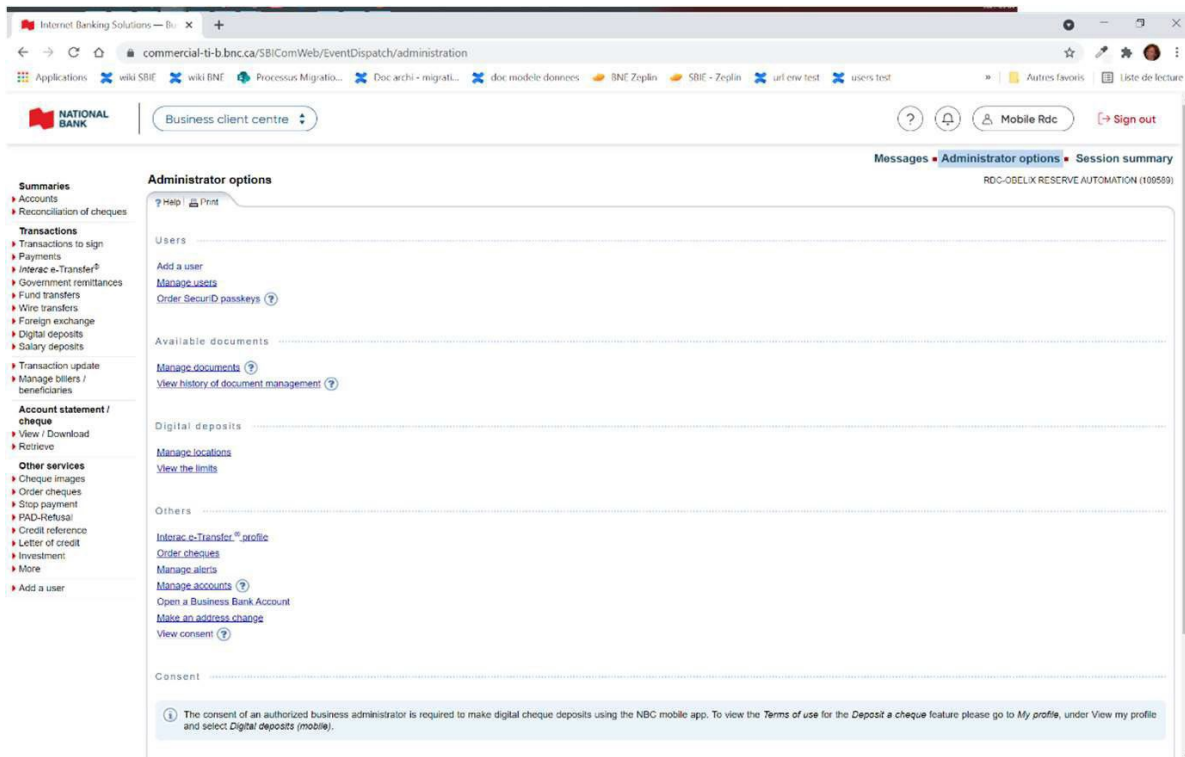 Internet Banking Solutions — Bu
commercial-ti-b.bnc.ca/SBIComWeb/EventDispatch/administration
Applications wiki SBIE wiki BNE Processus Migratio... Doc archi - migrati... doc modele donnees BNE Zeplin SBIE - Zeplin url env test users test » Autres favoris Liste de lecture
NATIONAL
BANK
Business client centre
? Mobile Rdc Sign out
Messages Administrator options Session summary
Administrator options
RDC-OBELIX RESERVE AUTOMATION (109589)
? Help Print
Summaries
Accounts
Reconciliation of cheques
Transactions
Transactions to sign
Payments
Interac e-Transfer®
Government remittances
Fund transfers
Wire transfers
Foreign exchange
Digital deposits
Salary deposits
Transaction update
Manage billers /
beneficiaries
Account statement /
cheque
View / Download
Retrieve
Other services
Cheque images
Order cheques
Stop payment
PAD-Refusal
Credit reference
Letter of credit
Investment
More
Add a user
Users
Add a user
Manage users
Order SecurID passkeys ?
Available documents
Manage documents ?
View history of document management ?
Digital deposits
Manage locations
View the limits
Others
Interac e-Transfer ® profile
Order cheques
Manage alerts
Manage accounts ?
Open a Business Bank Account
Make an address change
View consent ?
Consent
i The consent of an authorized business administrator is required to make digital cheque deposits using the NBC mobile app. To view the Terms of use for the Deposit a cheque feature please go to My profile, under View my profile
and select Digital deposits (mobile).